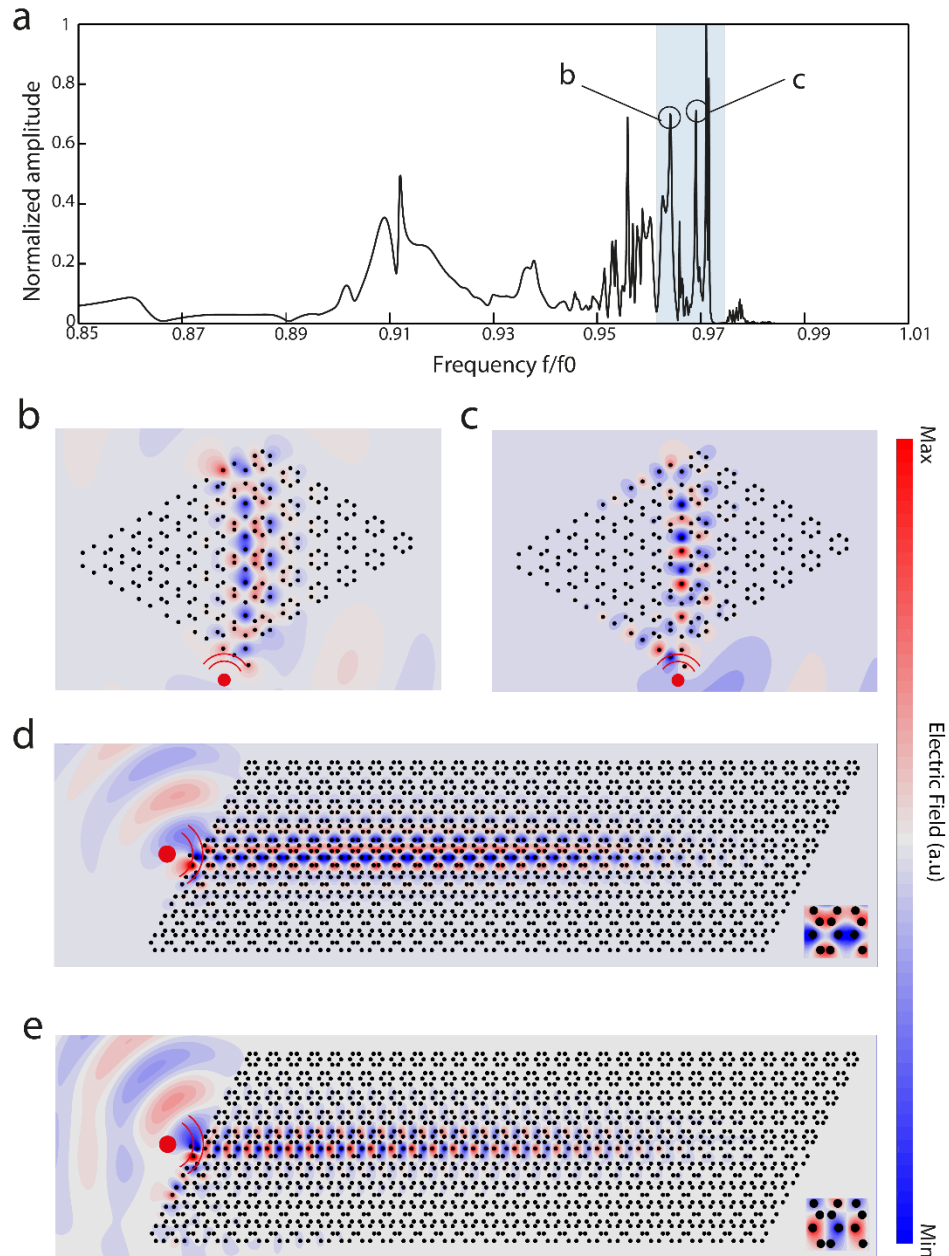 a
1
0.8
0.6
0.4
0.2
0
Normalized amplitude
b
c
0.85
0.87
0.89
0.91
0.93
0.95
0.97
0.99
1.01
Frequency f/f0
b
c
Max
Electric Field (a.u)
Min
d
e